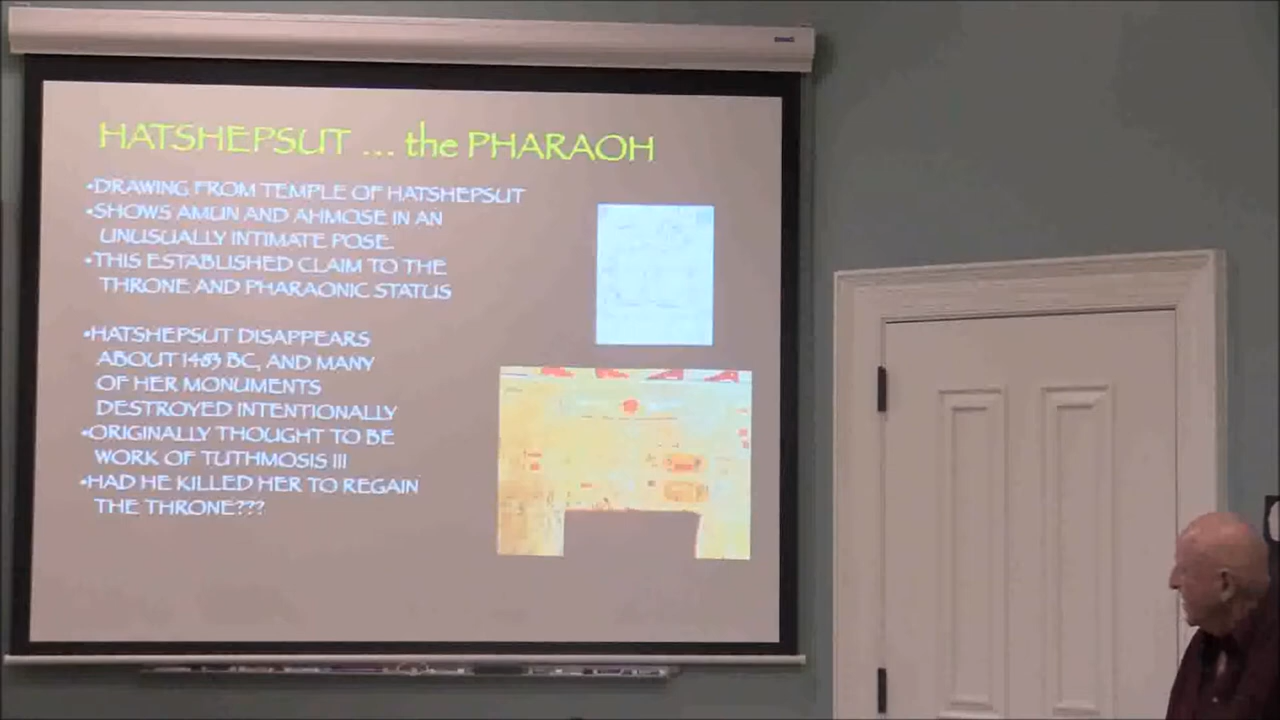 HATSHEPSUT ... the PHARAOH
•DRAWING FROM TEMPLE OF HATSHEPSUT
•SHOWS AMUN AND AHMOSE IN AN
UNUSUALLY INTIMATE POSE.
•THIS ESTABLISHED CLAIM TO THE
THRONE AND PHARAONIC STATUS
•HATSHEPSUT DISAPPEARS
ABOUT 1483 BC, AND MANY
OF HER MONUMENTS
DESTROYED INTENTIONALLY
•ORIGINALLY THOUGHT TO BE
WORK OF TUTHMOSIS III
•HAD HE KILLED HER TO REGAIN
THE THRONE???